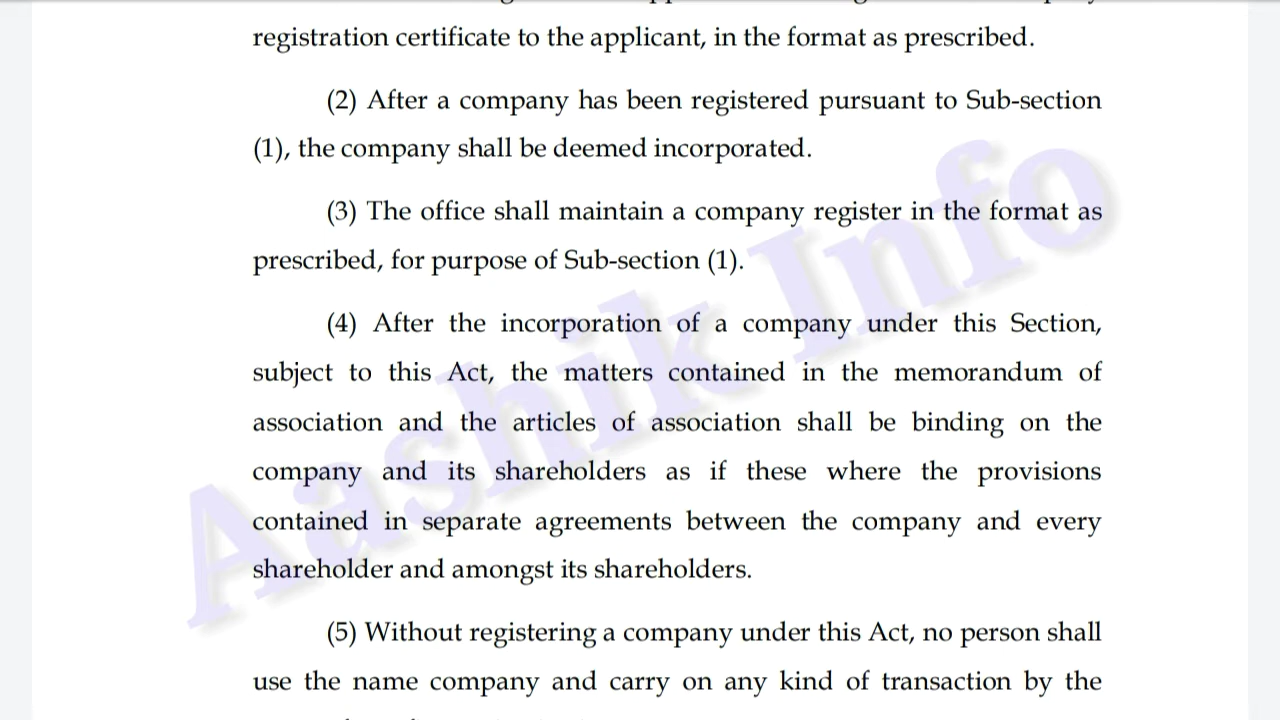 registration certificate to the applicant, in the format as prescribed.
(2) After a company has been registered pursuant to Sub-section
(1), the company shall be deemed incorporated.
(3) The office shall maintain a company register in the format as
prescribed, for purpose of Sub-section (1).
(4) After the incorporation of a company under this Section,
subject to this Act, the matters contained in the memorandum of
association and the articles of association shall be binding on the
company and its shareholders as if these where the provisions
contained in separate agreements between the company and every
shareholder and amongst its shareholders.
(5) Without registering a company under this Act, no person shall
use the name company and carry on any kind of transaction by the
Aashik Info